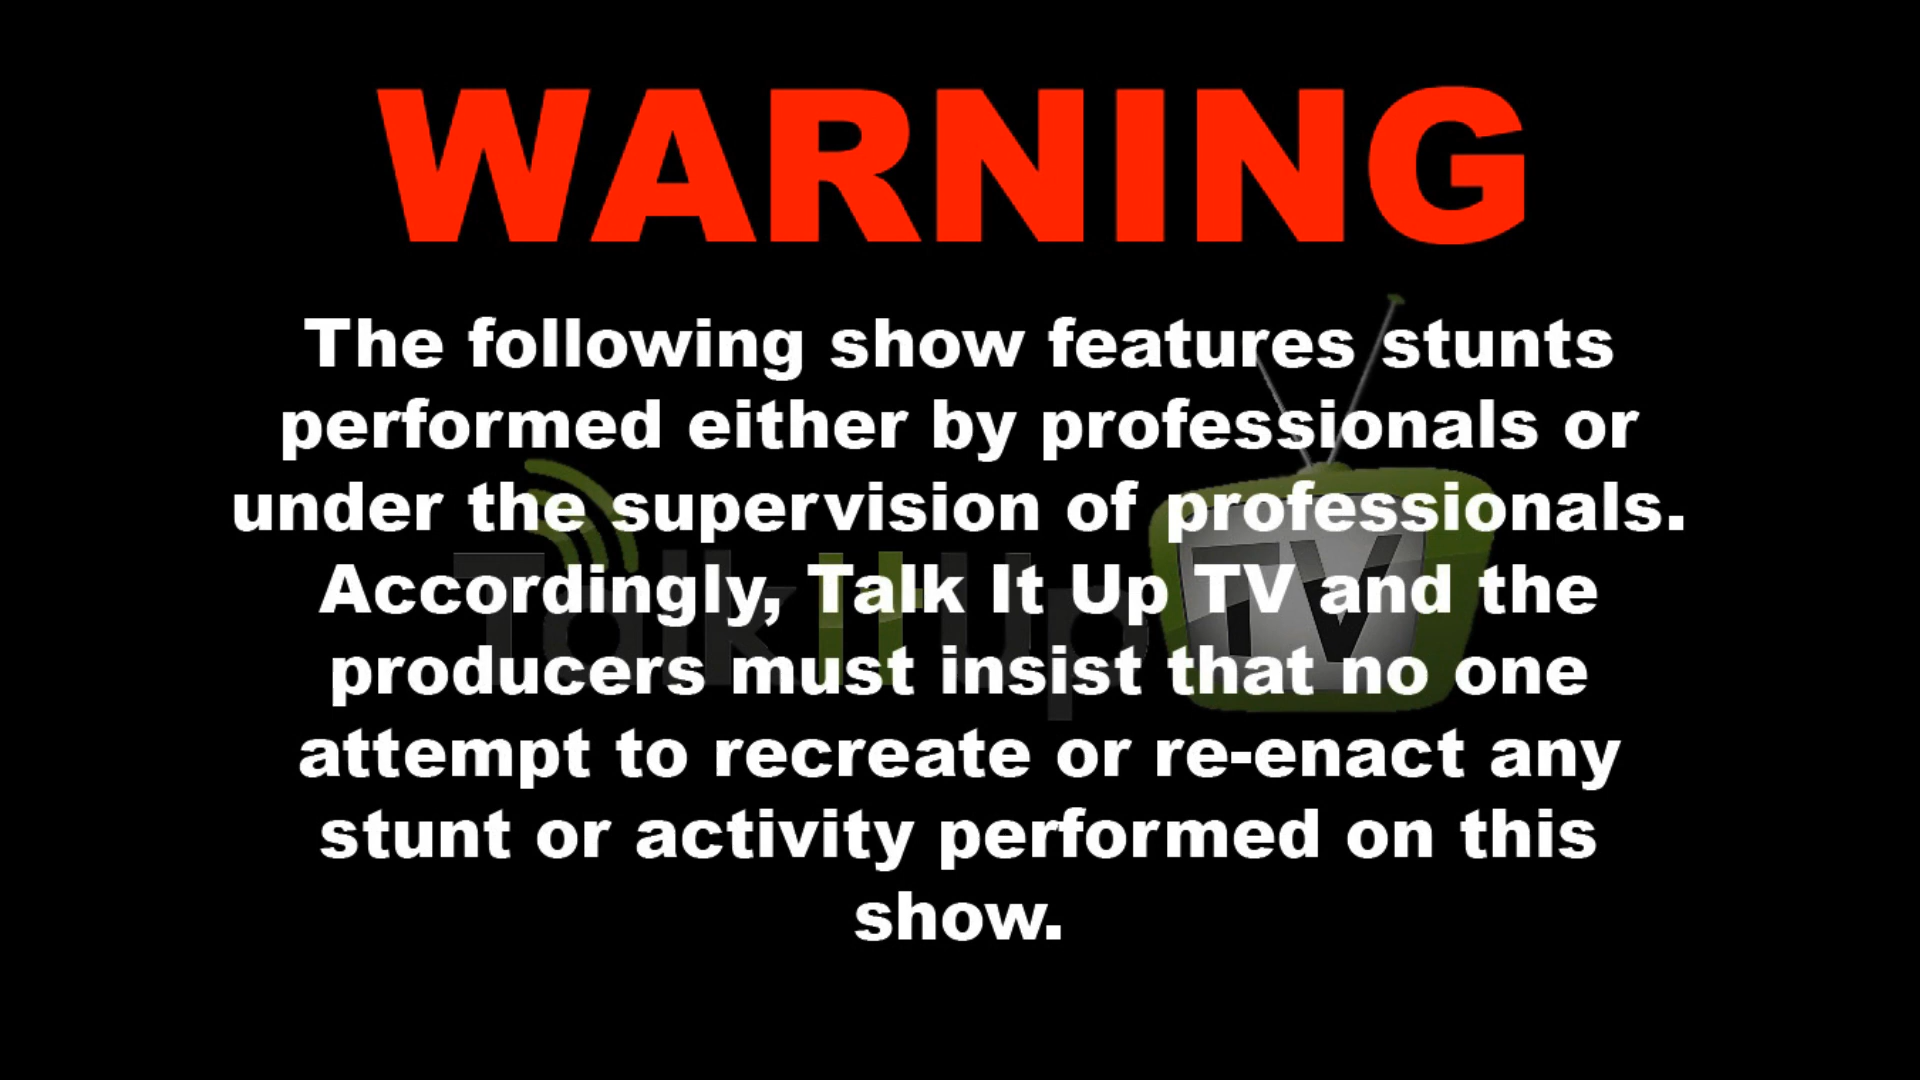 WARNING
The following show features stunts
performed either by professionals or
under the supervision of professionals.
Accordingly, Talk It Up TV and the
producers must insist that no one
attempt to recreate or re-enact any
stunt or activity performed on this
show.
TalkitUp TV